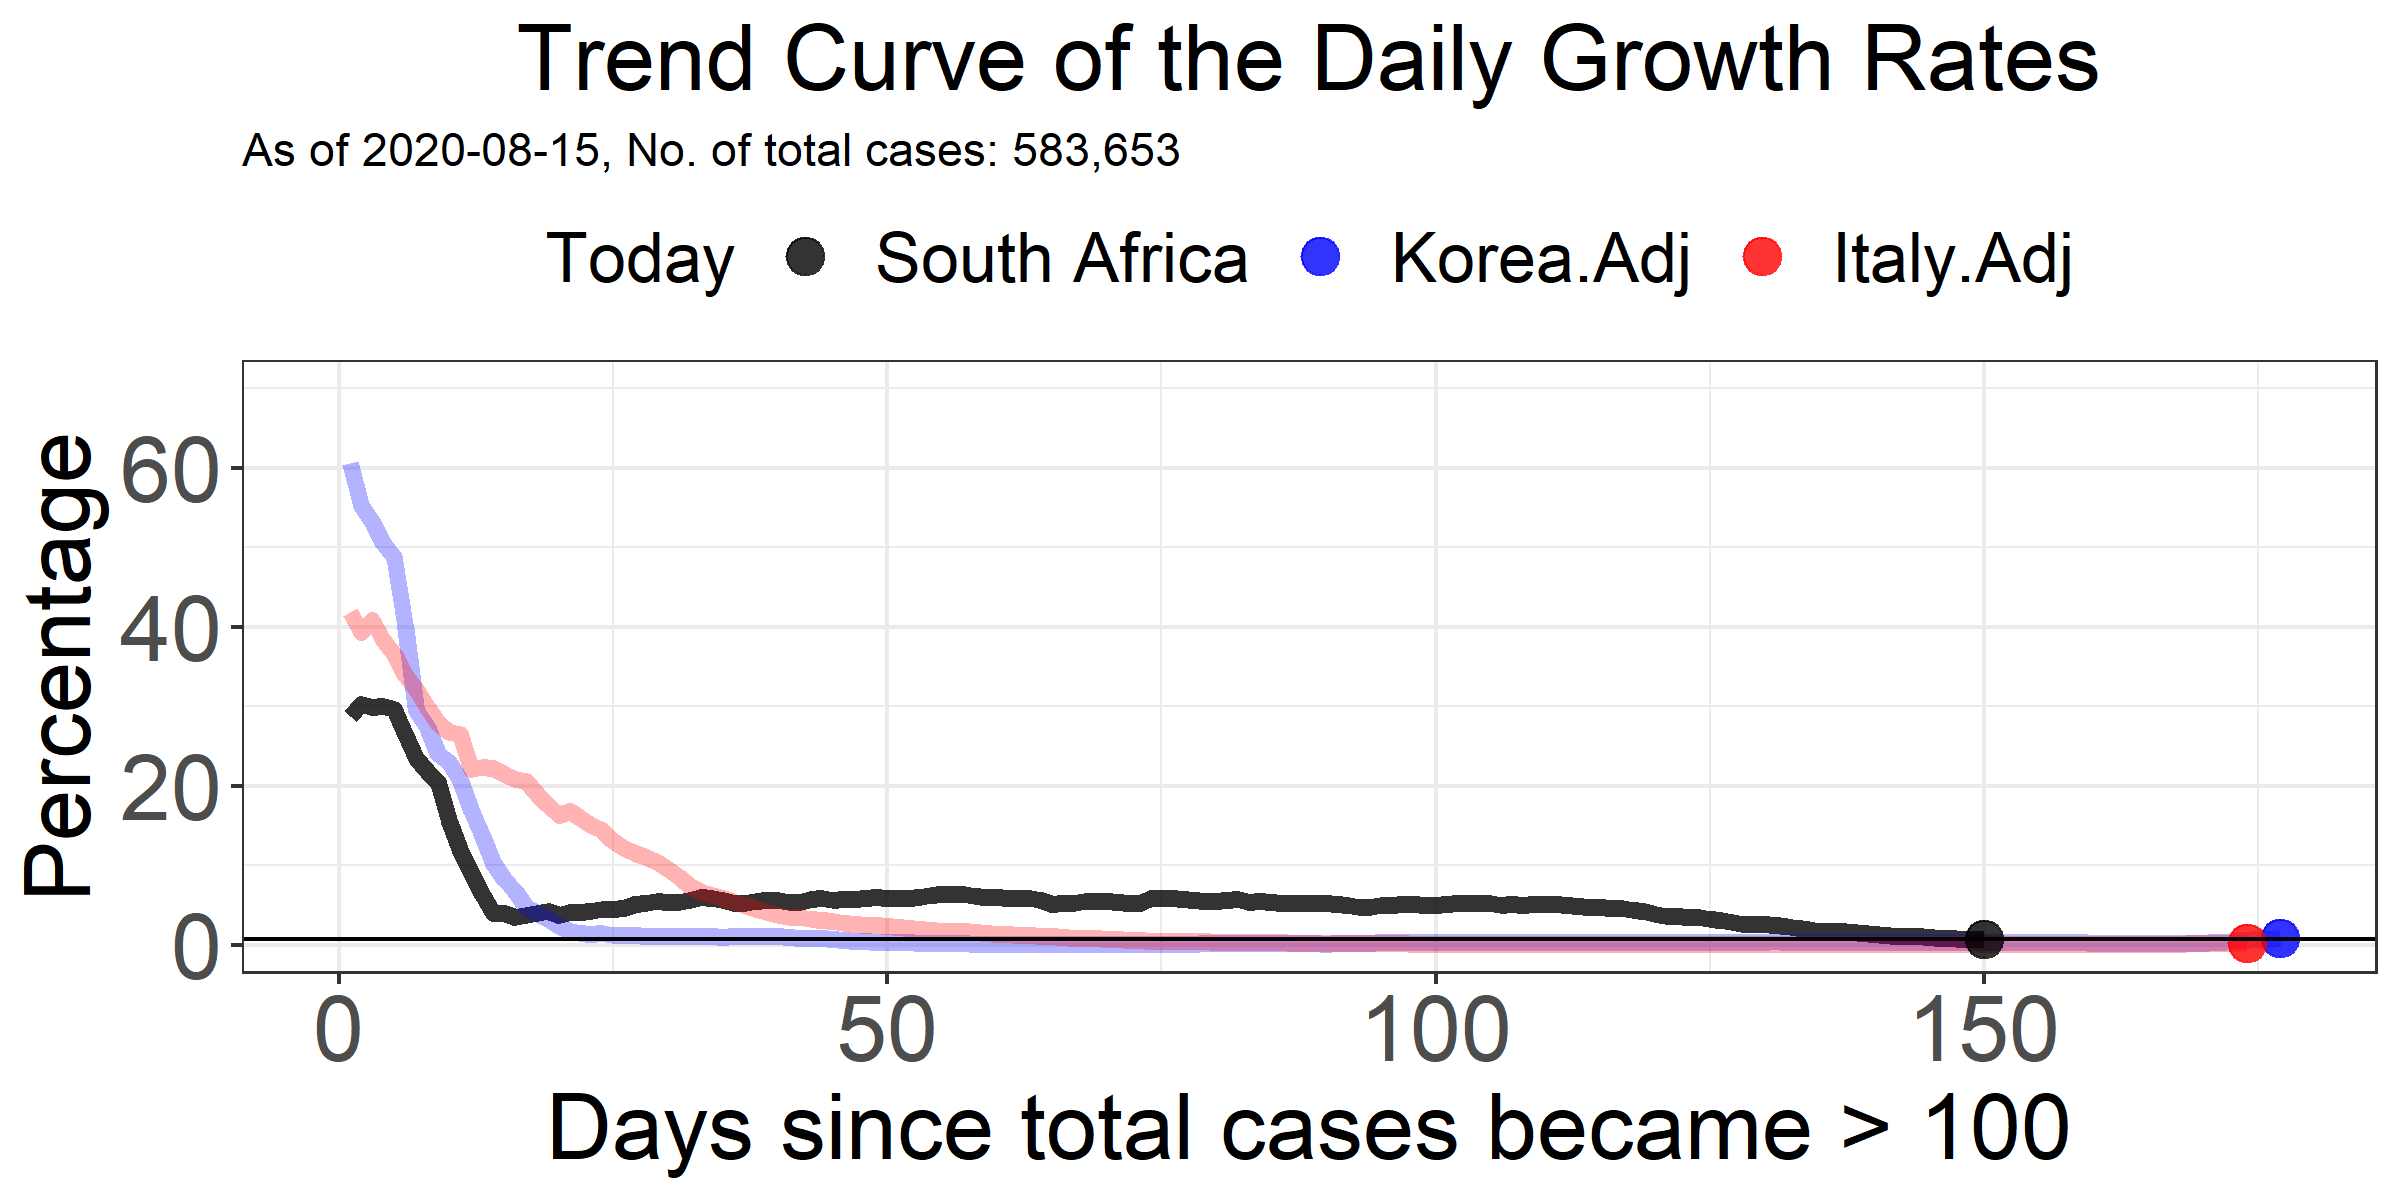 Trend Curve of the Daily Growth Rates
As of 2020-08-15, No. of total cases: 583,653
Today South Africa Korea.Adj Italy.Adj
Percentage
60
40
20
0
0 50 100 150
Days since total cases became > 100